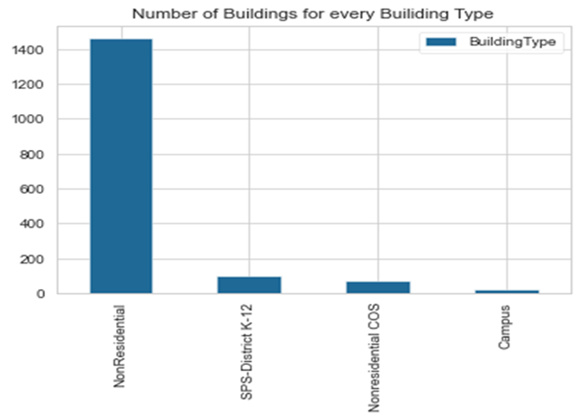 Number of Buildings for every Builiding Type
BuildingType
1400
1200
1000
800
600
400
200
0
NonResidential
SPS-District K-12
Nonresidential COS
Campus